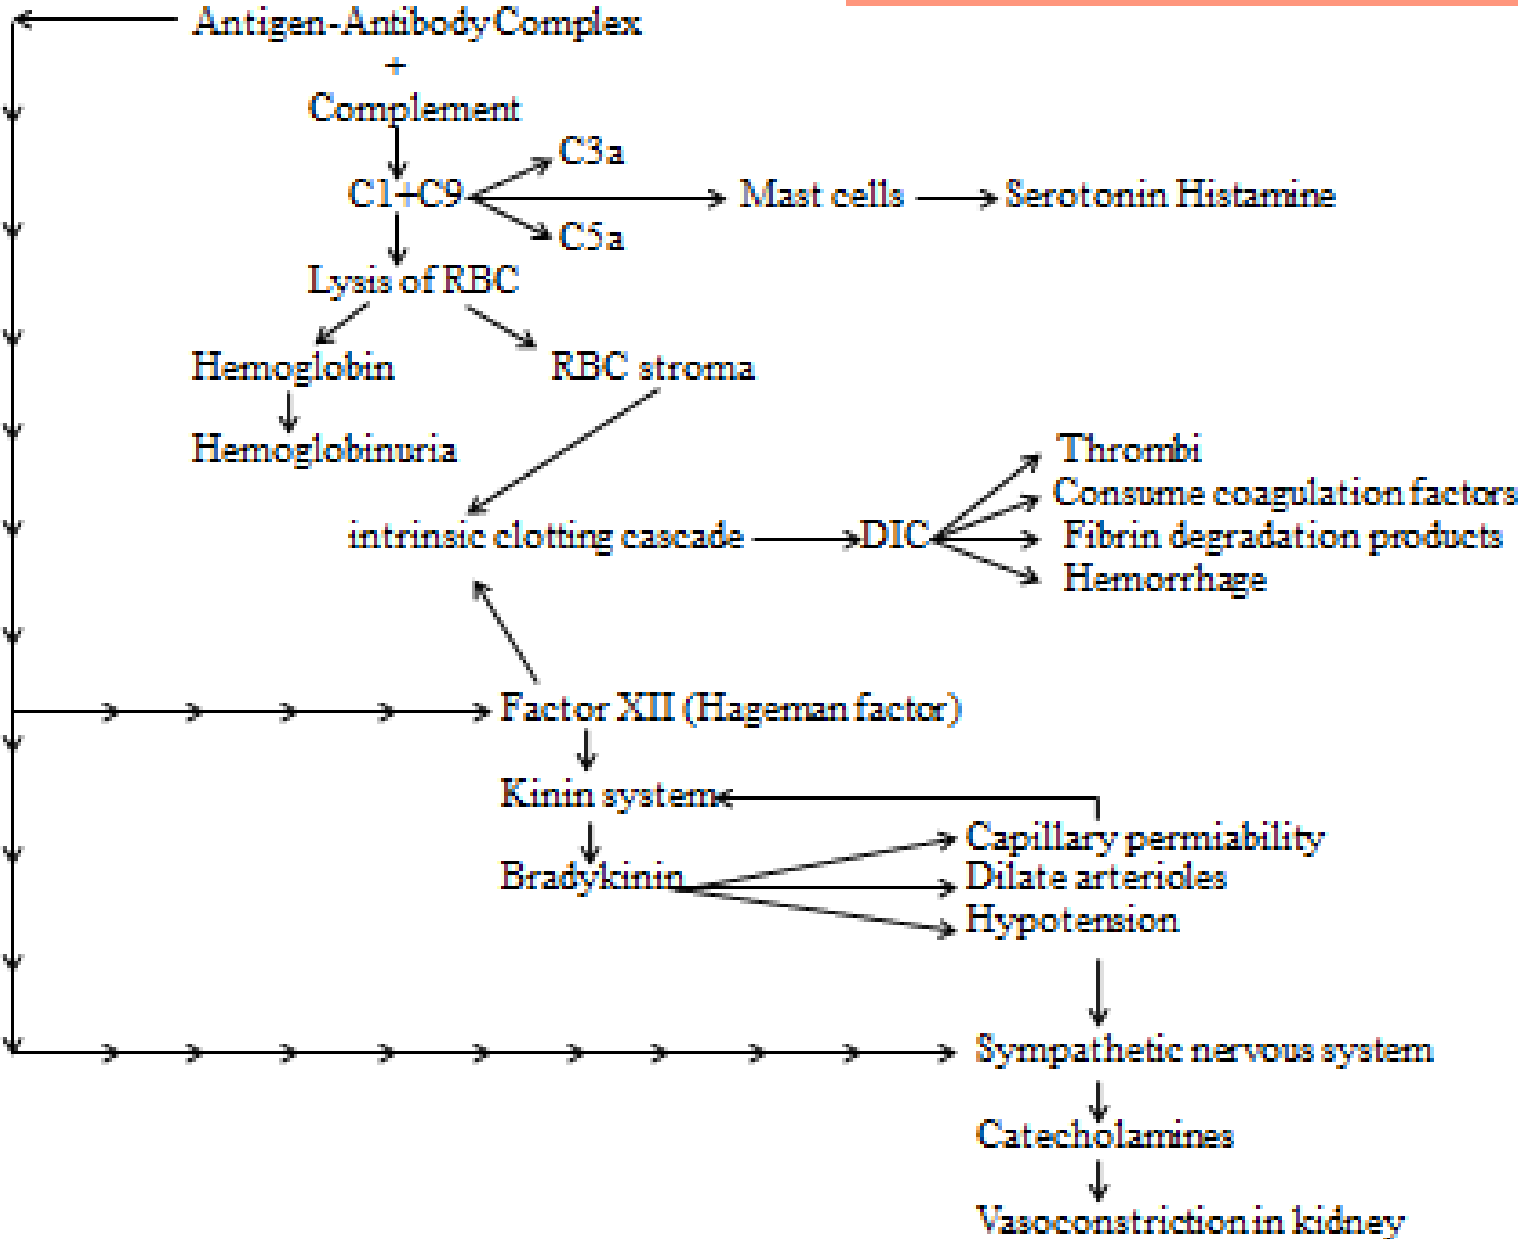 Antigen-Antibody Complex
+
Complement
C3a
C1+C9
Mast cells
Serotonin Histamine
C5a
Lysis of RBC
Hemoglobin
RBC stroma
Hemoglobinuria
Thrombi
Consume coagulation factors
intrinsic clotting cascade
DIC
Fibrin degradation products
Hemorrhage
Factor XII (Hageman factor)
Kinin system
Capillary permiability
Bradykinin
Dilate arterioles
Hypotension
Sympathetic nervous system
Catecholamines
Vasoconstriction in kidney